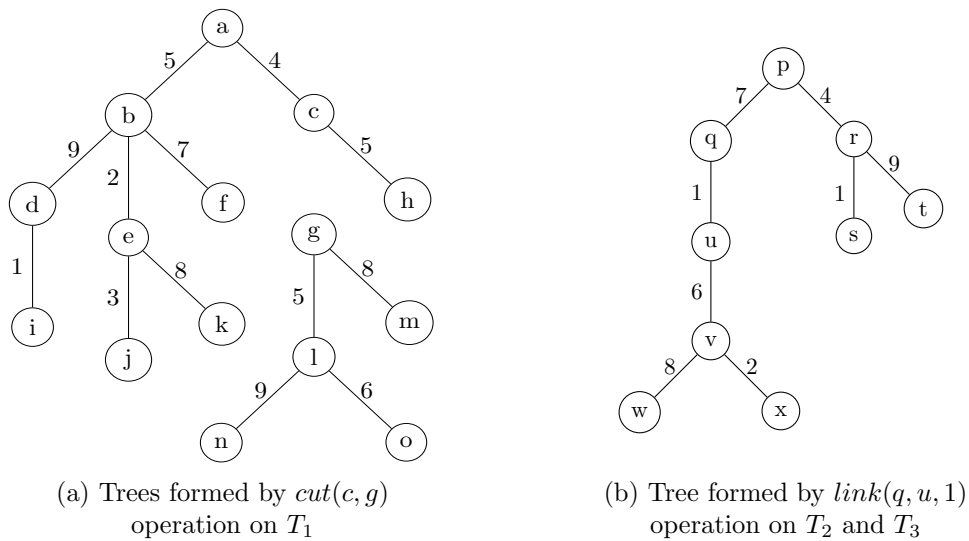 a
5 4
b c
9 2 7 5
d e f h
g
1 3 8 5 8
i j k l m
9 6
n o
p
7 4
q r
1 1 9
u s t
6
v
8 2
w x
(a) Trees formed by cut(c, g)
operation on T1
(b) Tree formed by link(q, u, 1)
operation on T2 and T3